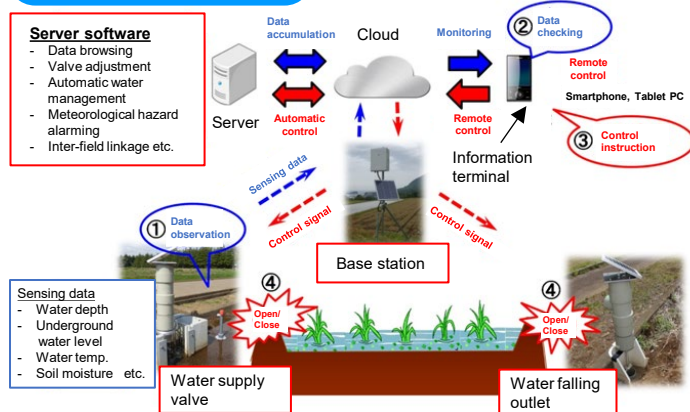 Server software
- Data browsing
- Valve adjustment
- Automatic water
management
- Meteorological hazard
alarming
- Inter-field linkage etc.
Data
accumulation
Cloud
Monitoring
② Data
checking
Server
Automatic
control
Remote
control
Remote
control
Smartphone, Tablet PC
③ Control
instruction
Information
terminal
Sensing data
Control signal
Control signal
① Data
observation
Base station
Sensing data
- Water depth
- Underground
water level
- Water temp.
- Soil moisture etc.
④
Open/
Close
④
Open/
Close
Water supply
valve
Water falling
outlet